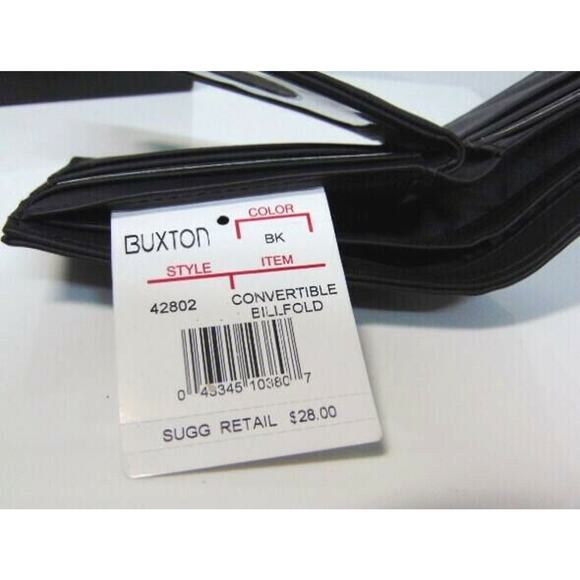 BUXTON
COLOR
BK
STYLE ITEM
42802 CONVERTIBLE
BILLFOLD
0 43345 10380 7
SUGG RETAIL $28.00